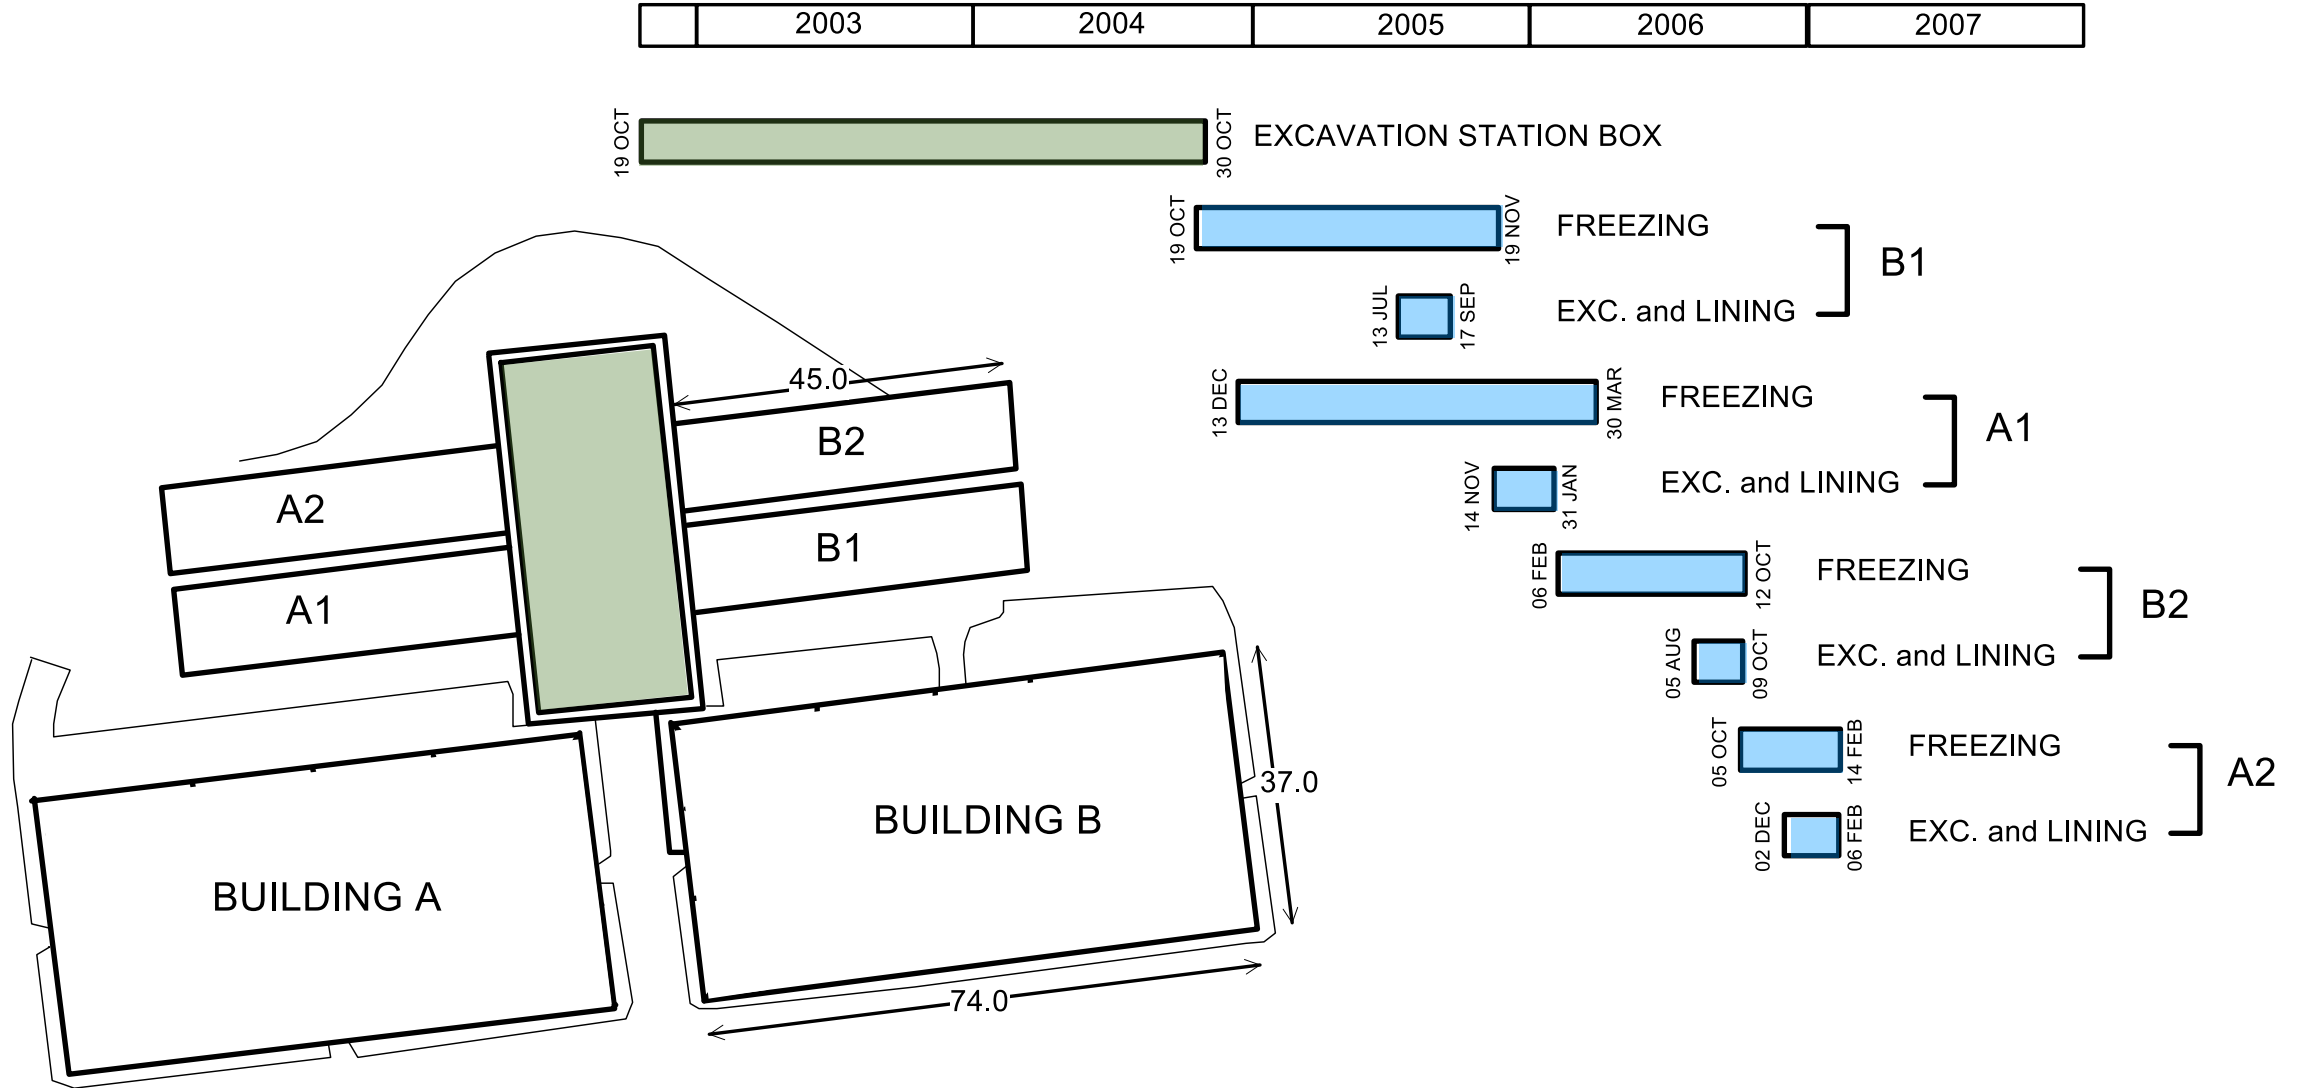 2003 2004 2005 2006 2007
19 OCT 30 OCT EXCAVATION STATION BOX
19 OCT 19 NOV FREEZING
B1
13 JUL 17 SEP EXC. and LINING
13 DEC 30 MAR FREEZING
A1
14 NOV 31 JAN EXC. and LINING
06 FEB 12 OCT FREEZING
B2
05 AUG 09 OCT EXC. and LINING
05 OCT 14 FEB FREEZING
A2
02 DEC 06 FEB EXC. and LINING
45.0
B2
A2
B1
A1
37.0
BUILDING B
BUILDING A
74.0